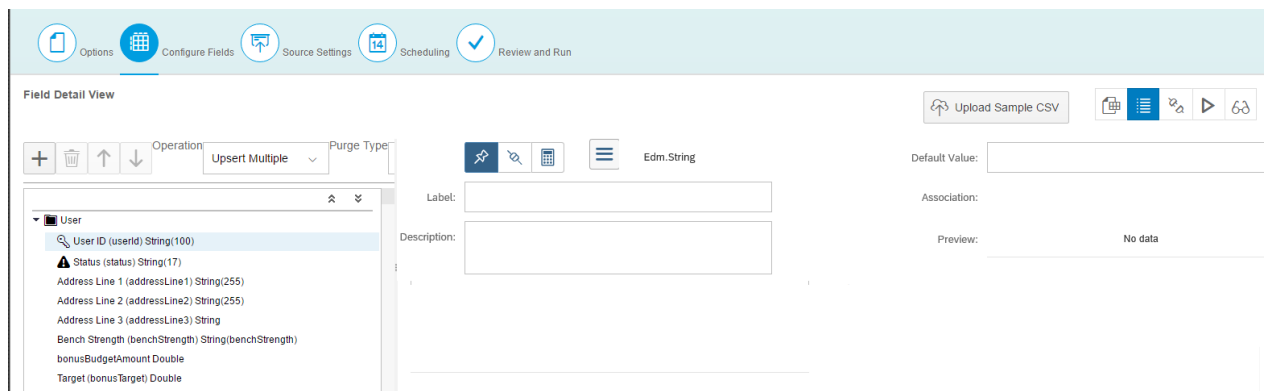 Options
Configure Fields
Source Settings
14
Scheduling
Review and Run
Field Detail View
Upload Sample CSV
Operation
Upsert Multiple
Purge Type
Edm.String
Default Value:
Label:
Association:
Description:
Preview:
No data
User
User ID (userId) String(100)
Status (status) String(17)
Address Line 1 (addressLine1) String(255)
Address Line 2 (addressLine2) String(255)
Address Line 3 (addressLine3) String
Bench Strength (benchStrength) String(benchStrength)
bonusBudgetAmount Double
Target (bonusTarget) Double